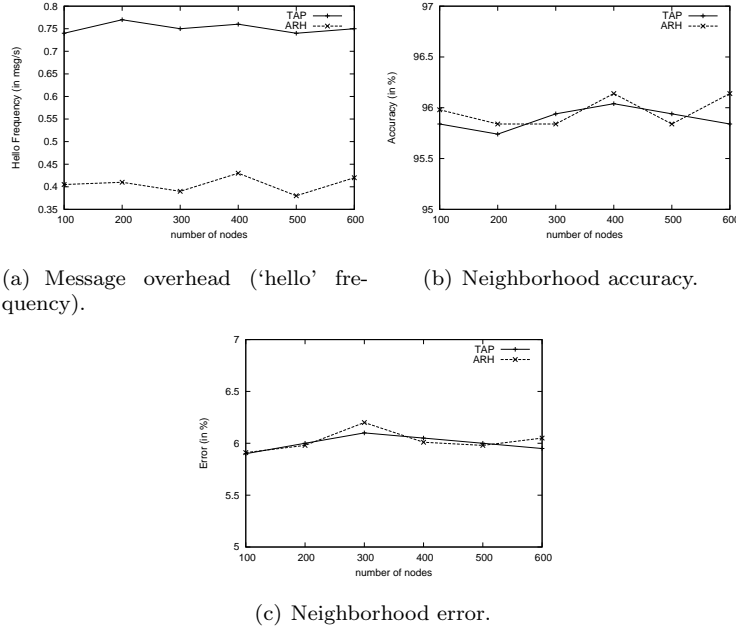 0.8
0.75
0.7
0.65
0.6
0.55
0.5
0.45
0.4
0.35
Hello Frequency (in msg/s)
TAP
ARH
100 200 300 400 500 600
number of nodes
(a) Message overhead (‘hello’ fre-
quency).
97
96.5
96
95.5
95
Accuracy (in %)
TAP
ARH
100 200 300 400 500 600
number of nodes
(b) Neighborhood accuracy.
7
6.5
6
5.5
5
Error (in %)
TAP
ARH
100 200 300 400 500 600
number of nodes
(c) Neighborhood error.